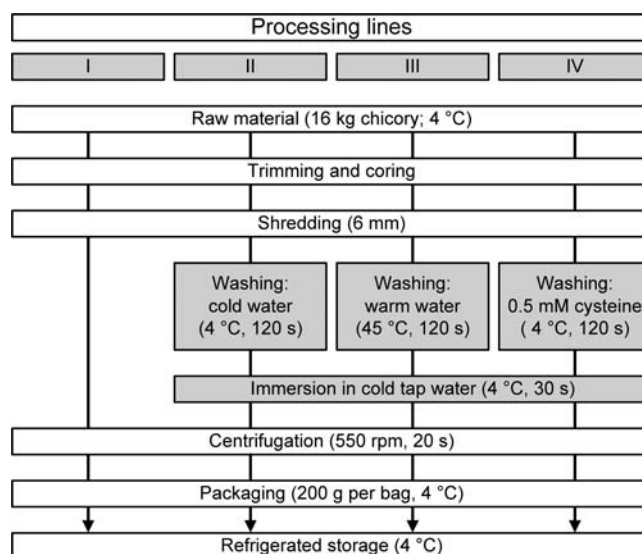 Processing lines
I II III IV
Raw material (16 kg chicory; 4 °C)
Trimming and coring
Shredding (6 mm)
Washing: Washing: Washing:
cold water warm water 0.5 mM cysteine
(4 °C, 120 s) (45 °C, 120 s) ( 4 °C, 120 s)
Immersion in cold tap water (4 °C, 30 s)
Centrifugation (550 rpm, 20 s)
Packaging (200 g per bag, 4 °C)
Refrigerated storage (4 °C)